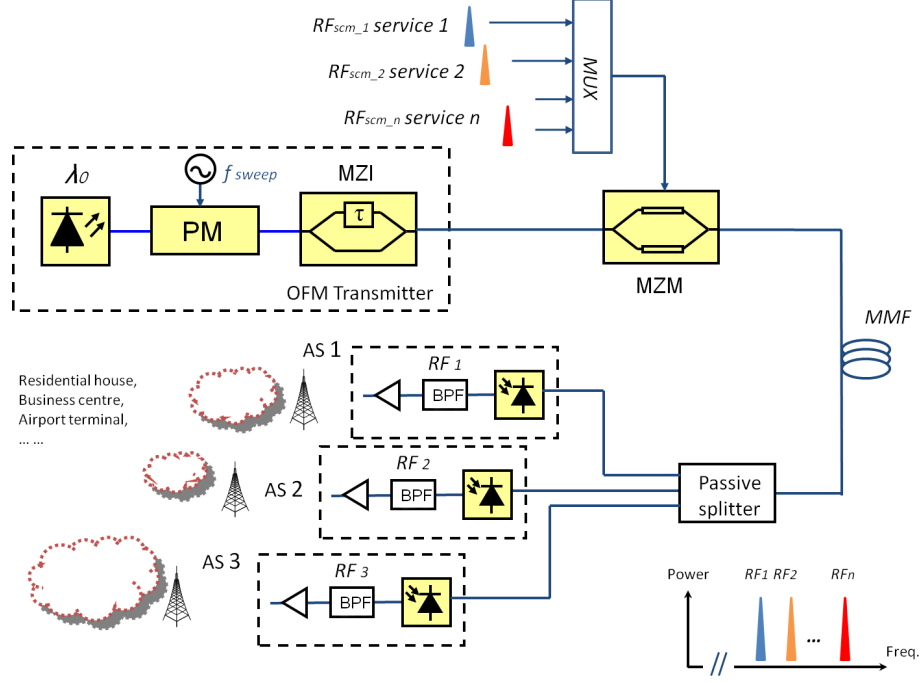 RFscm_1 service 1
RFscm_2 service 2
RFscm_n service n
MUX
λ0
f sweep
MZI
PM
τ
OFM Transmitter
MZM
MMF
AS 1
RF 1
BPF
Residential house,
Business centre,
Airport terminal,
... ...
AS 2
RF 2
BPF
Passive
splitter
AS 3
RF 3
BPF
Power
RF1 RF2 RFn
...
Freq.